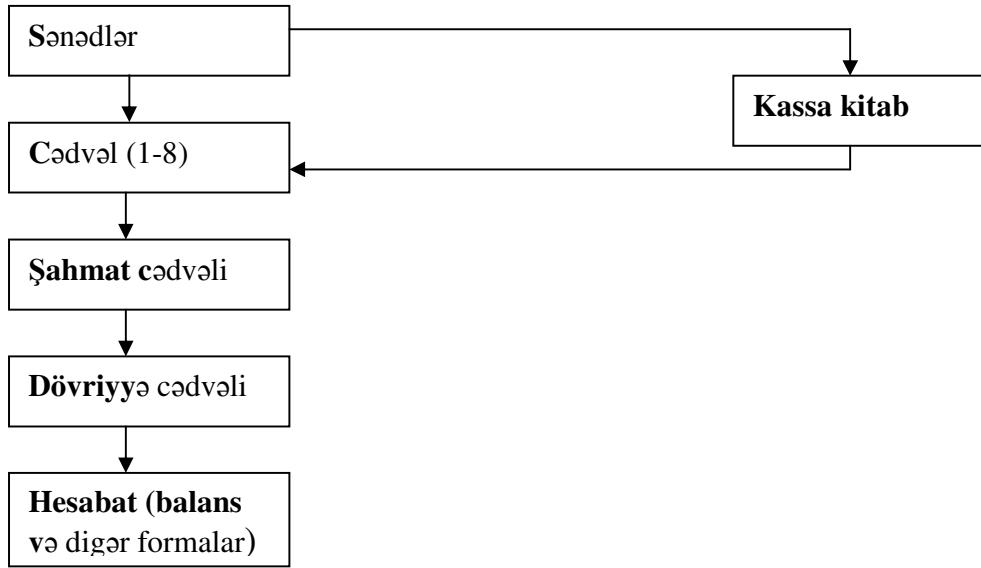 Sənədlər
Kassa kitab
Cədvəl (1-8)
Şahmat cədvəli
Dövriyyə cədvəli
Hesabat (balans
və digər formalar)